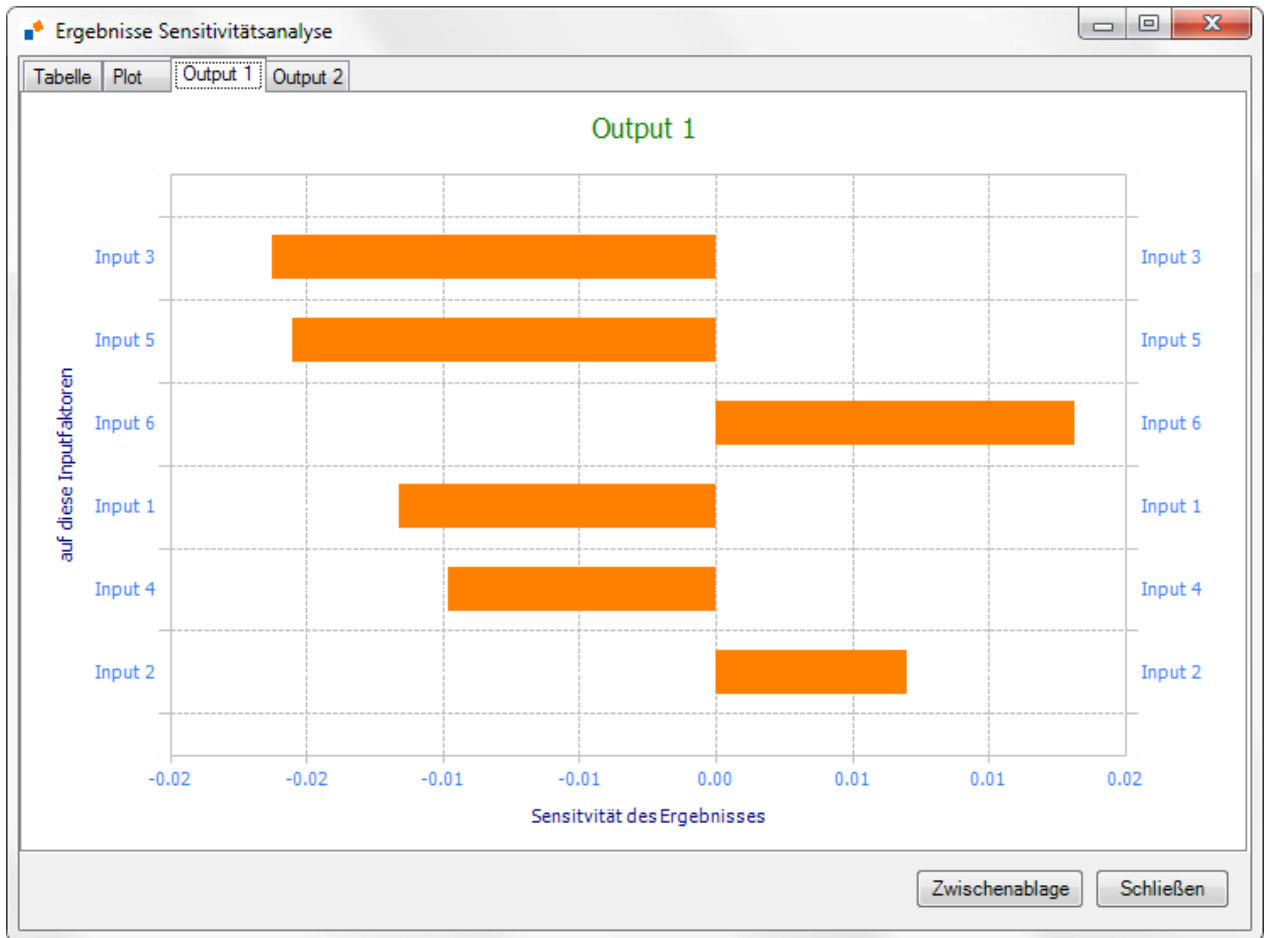 Ergebnisse Sensitivitätsanalyse
Tabelle Plot Output 1 Output 2
Output 1
auf diese Inputfaktoren
Input 3 Input 3
Input 5 Input 5
Input 6 Input 6
Input 1 Input 1
Input 4 Input 4
Input 2 Input 2
-0.02 -0.02 -0.01 -0.01 0.00 0.01 0.01 0.02
Sensitvität des Ergebnisses
Zwischenablage Schließen